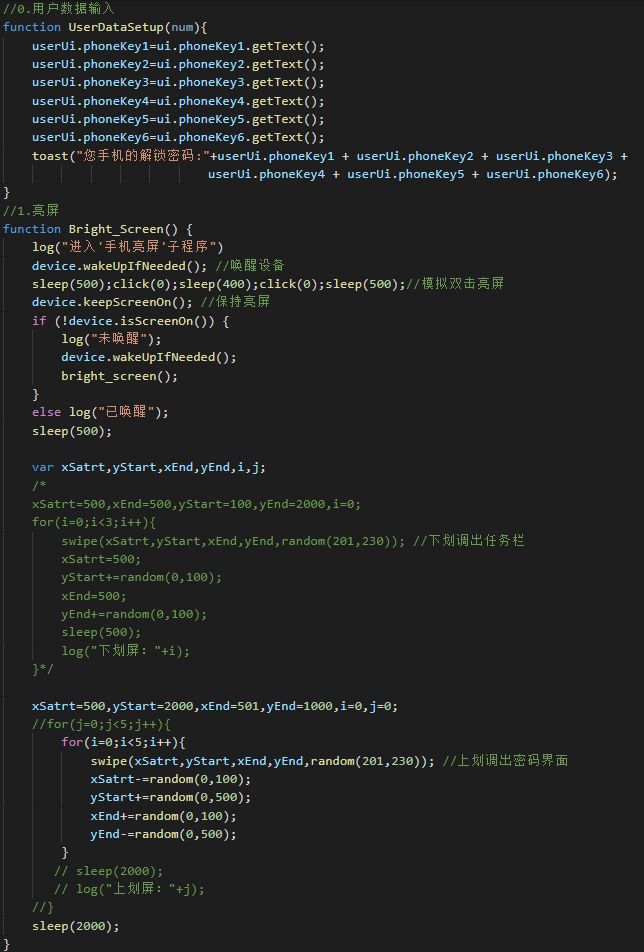 //0.用户数据输入
function UserDataSetup(num){
    userUi.phoneKey1=ui.phoneKey1.getText();
    userUi.phoneKey2=ui.phoneKey2.getText();
    userUi.phoneKey3=ui.phoneKey3.getText();
    userUi.phoneKey4=ui.phoneKey4.getText();
    userUi.phoneKey5=ui.phoneKey5.getText();
    userUi.phoneKey6=ui.phoneKey6.getText();
    toast("您手机的解锁密码:"+userUi.phoneKey1 + userUi.phoneKey2 + userUi.phoneKey3 +
                            userUi.phoneKey4 + userUi.phoneKey5 + userUi.phoneKey6);
}
//1.亮屏
function Bright_Screen() {
    log("进入'手机亮屏'子程序")
    device.wakeUpIfNeeded(); //唤醒设备
    sleep(500);click(0);sleep(400);click(0);sleep(500);//模拟双击亮屏
    device.keepScreenOn(); //保持亮屏
    if (!device.isScreenOn()) {
        log("未唤醒");
        device.wakeUpIfNeeded();
        bright_screen();
    }
    else log("已唤醒");
    sleep(500);

    var xSatrt,yStart,xEnd,yEnd,i,j;
    /*
    xSatrt=500,xEnd=500,yStart=100,yEnd=2000,i=0;
    for(i=0;i<3;i++){
        swipe(xSatrt,yStart,xEnd,yEnd,random(201,230)); //下划调出任务栏
        xSatrt=500;
        yStart+=random(0,100);
        xEnd=500;
        yEnd+=random(0,100);
        sleep(500);
        log("下划屏: "+i);
    }*/

    xSatrt=500,yStart=2000,xEnd=501,yEnd=1000,i=0,j=0;
    //for(j=0;j<5;j++){
        for(i=0;i<5;i++){
            swipe(xSatrt,yStart,xEnd,yEnd,random(201,230)); //上划调出密码界面
            xSatrt-=random(0,100);
            yStart+=random(0,500);
            xEnd+=random(0,100);
            yEnd-=random(0,500);
        }
       // sleep(2000);
       // log("上划屏: "+j);
    //}
    sleep(2000);
}